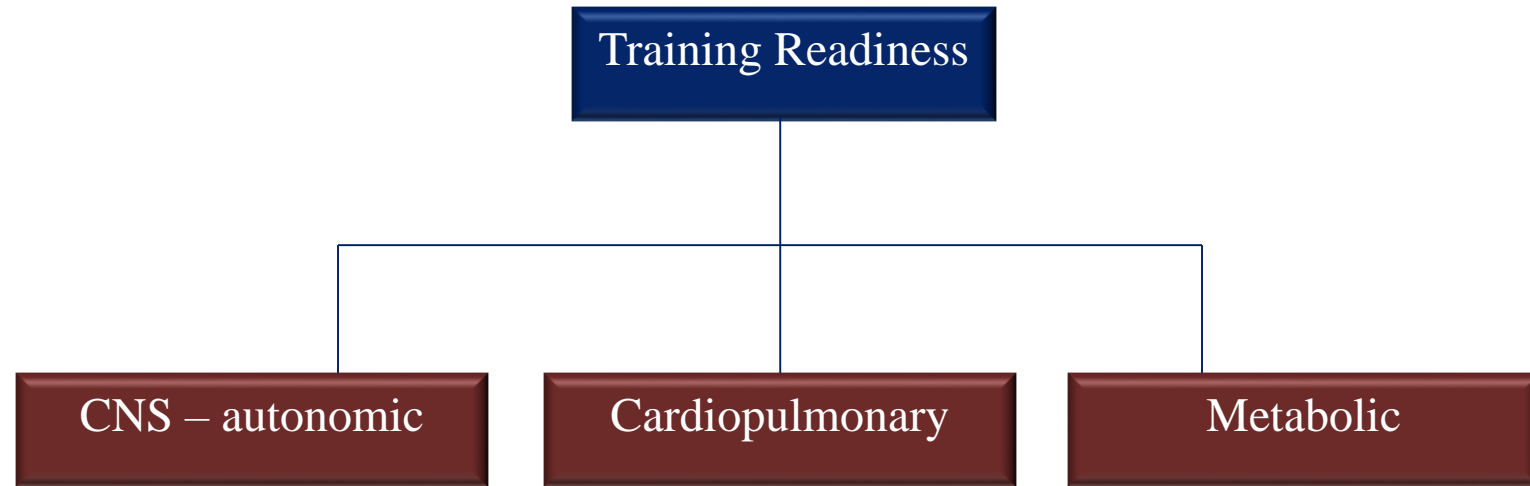 Training Readiness
CNS – autonomic
Cardiopulmonary
Metabolic